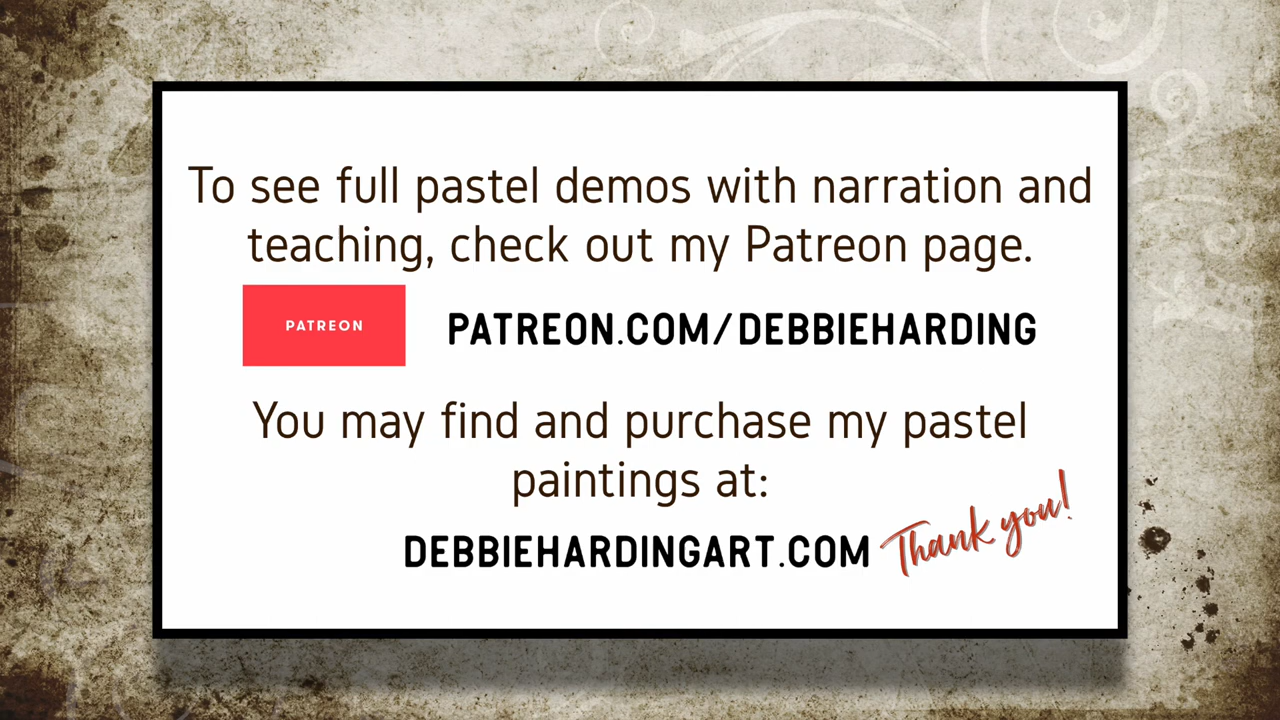 To see full pastel demos with narration and
teaching, check out my Patreon page.
PATREON
PATREON.COM/DEBBIEHARDING
You may find and purchase my pastel
paintings at:
DEBBIEHARDINGART.COM
Thank you!